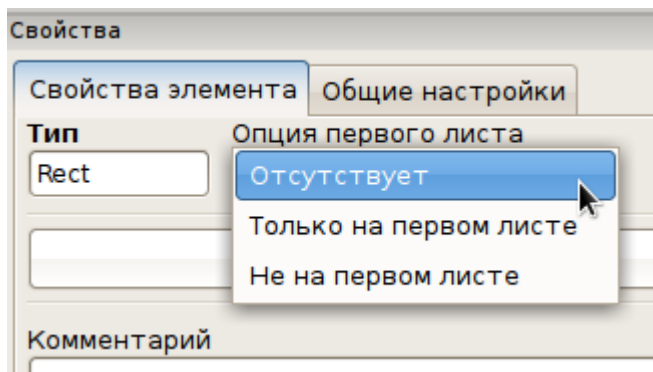 Свойства
Свойства элемента Общие настройки
Тип Опция первого листа
Rect Отсутствует
Только на первом листе
Не на первом листе
Комментарий